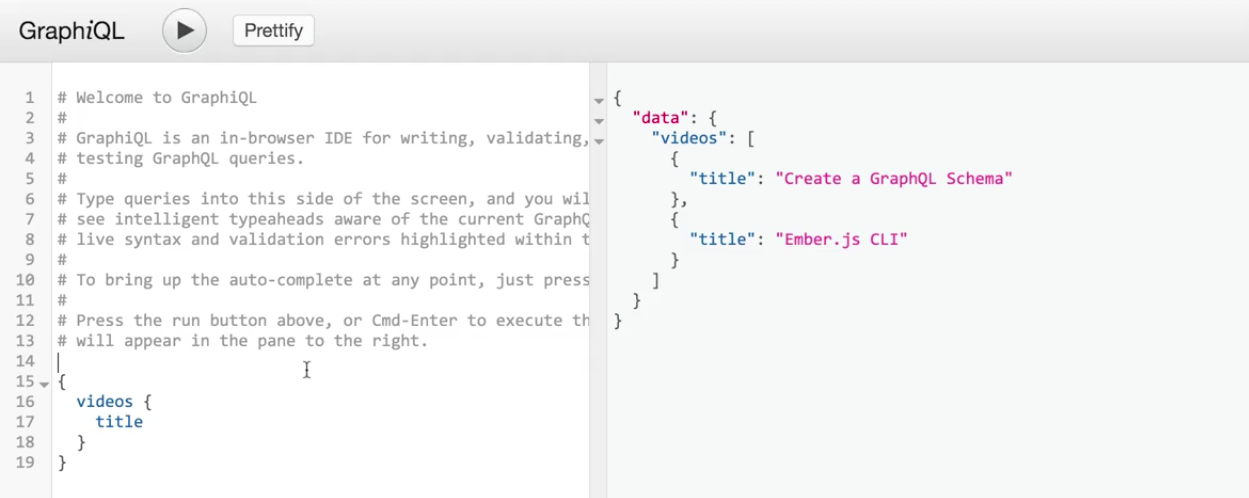 GraphiQL
Prettify
1 # Welcome to GraphiQL
2 #
3 # GraphiQL is an in-browser IDE for writing, validating,
4 # testing GraphQL queries.
5 #
6 # Type queries into this side of the screen, and you wil
7 # see intelligent typeaheads aware of the current GraphQ
8 # live syntax and validation errors highlighted within t
9 #
10 # To bring up the auto-complete at any point, just press
11 #
12 # Press the run button above, or Cmd-Enter to execute th
13 # will appear in the pane to the right.
14
15 {
16 videos {
17 title
18 }
19 }
{
"data": {
"videos": [
{
"title": "Create a GraphQL Schema"
},
{
"title": "Ember.js CLI"
}
]
}
}